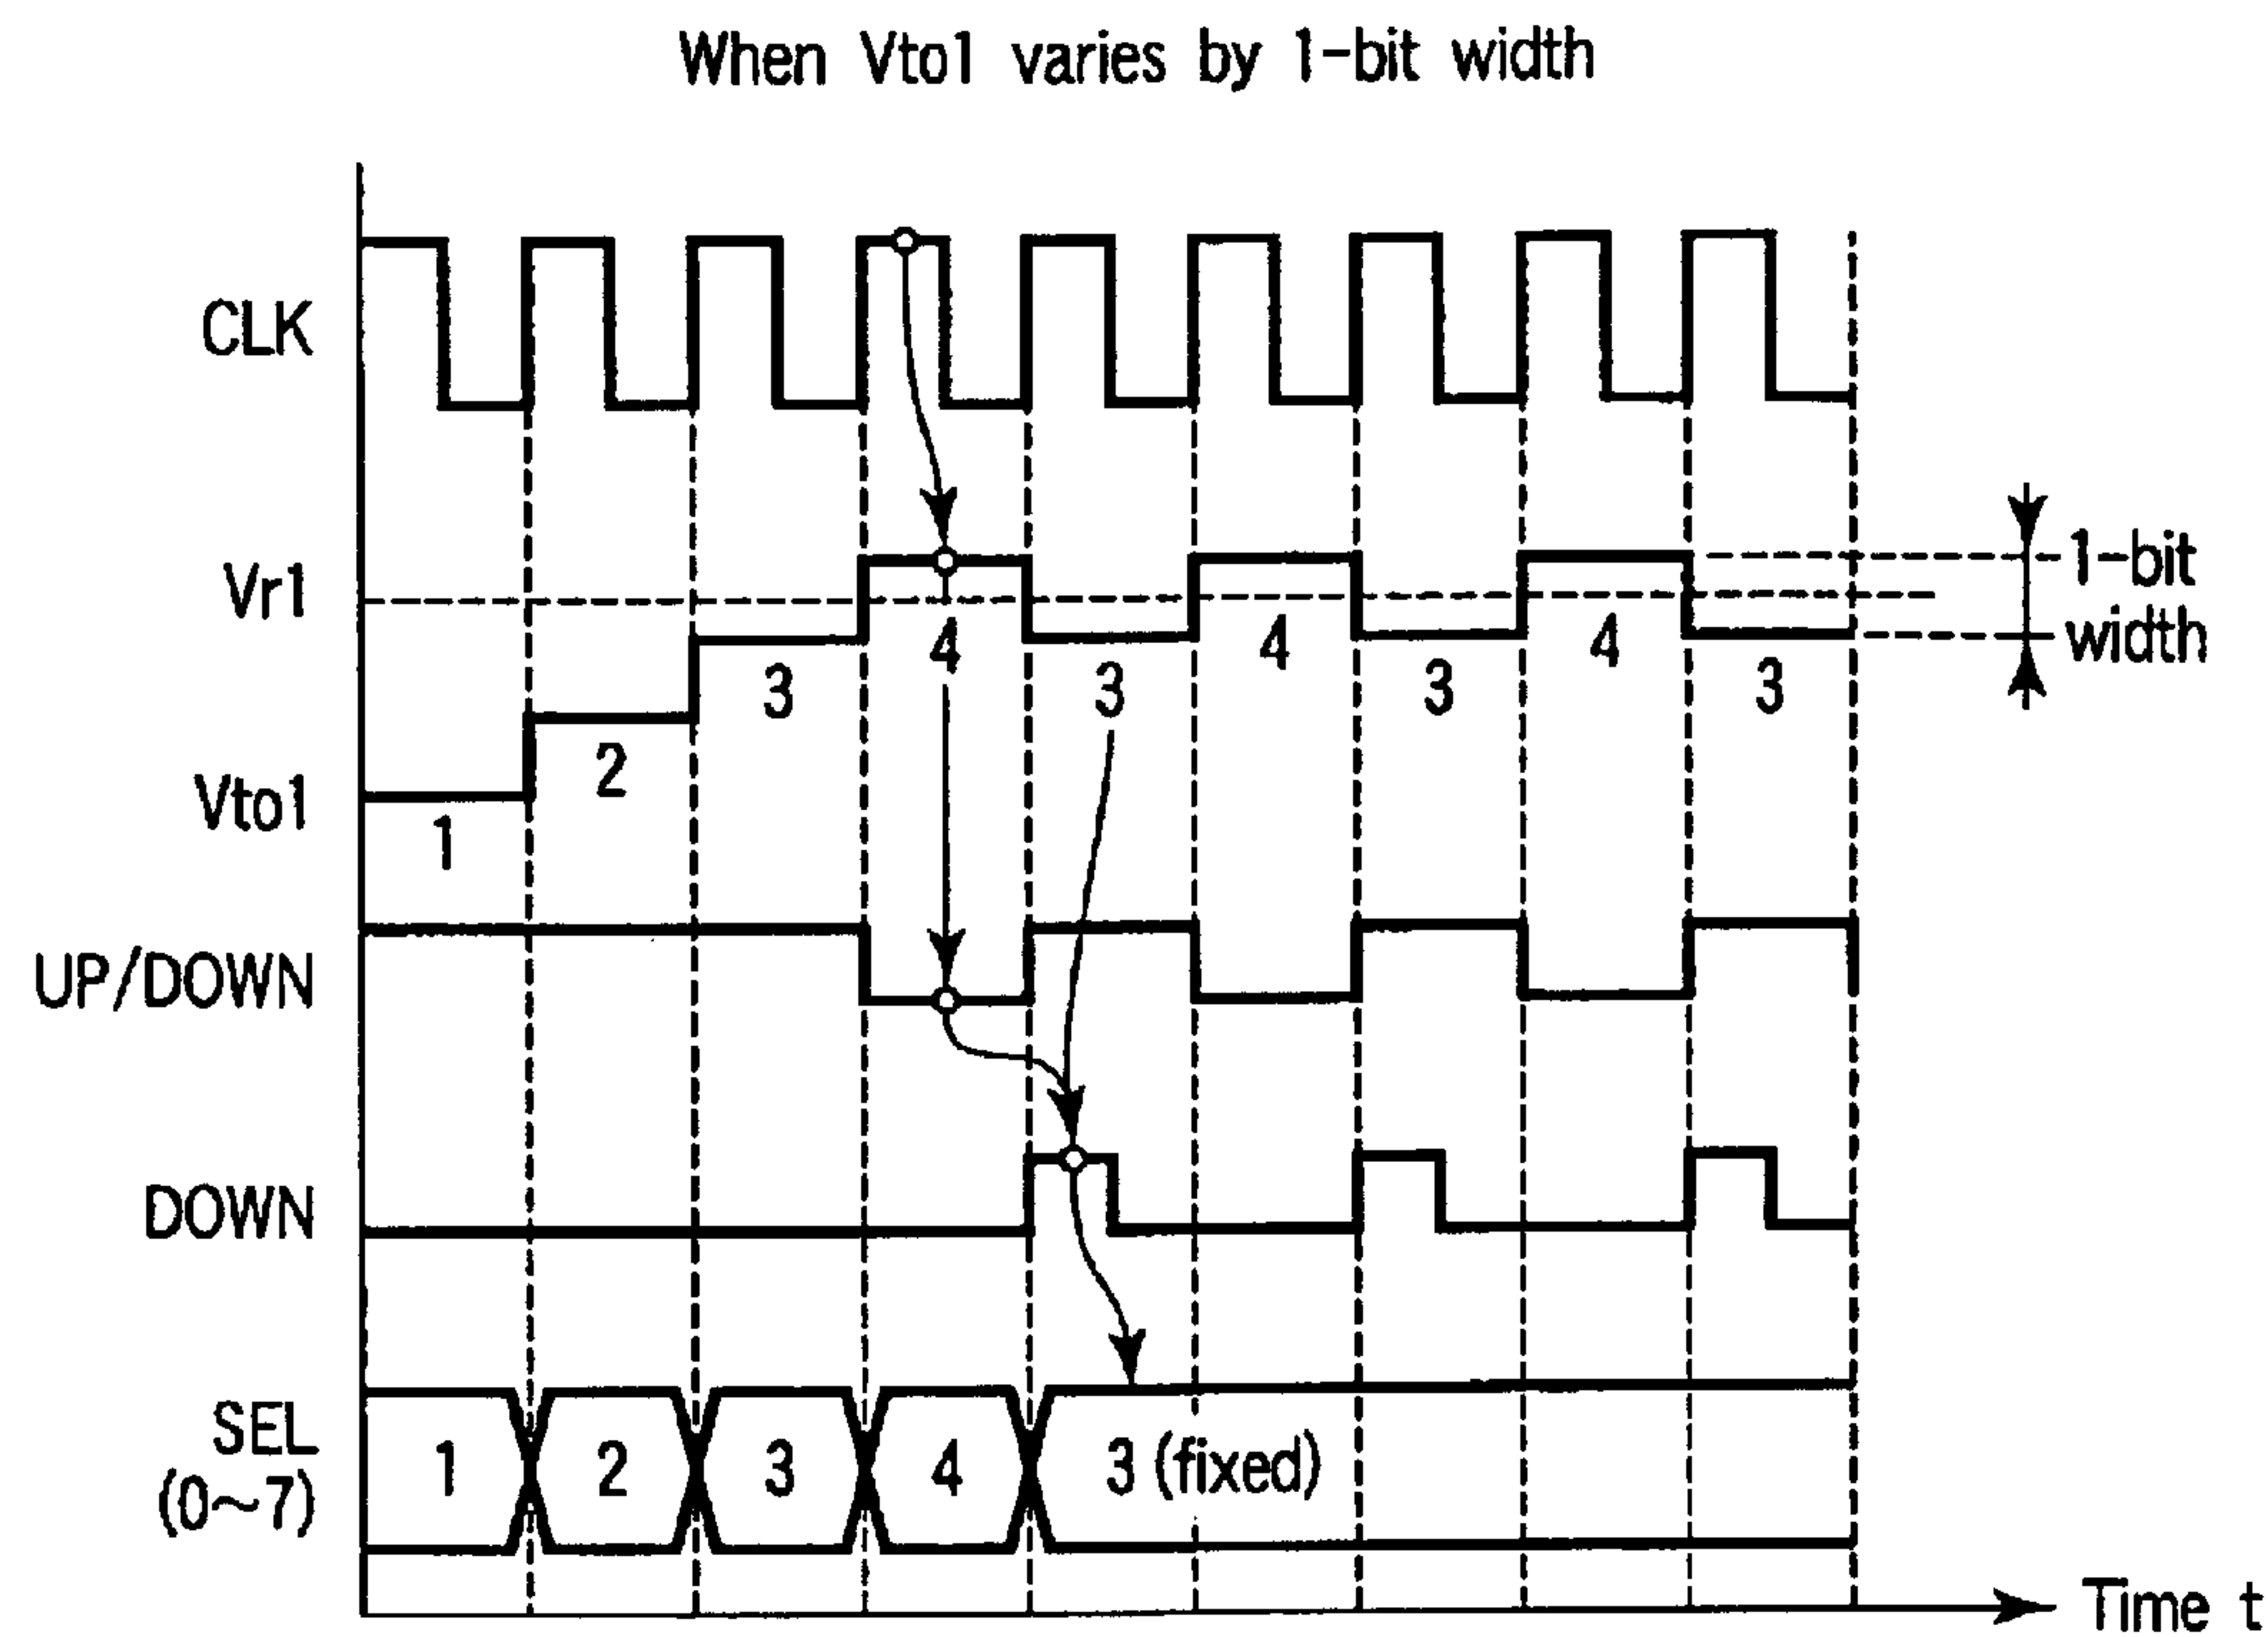 When Vto1 varies by 1-bit width
CLK
Vr1
1-bit
width
4
4
4
3
3
3
3
2
Vto1
1
UP/DOWN
DOWN
SEL
(0~7)
1
2
3
4
3 (fixed)
Time t